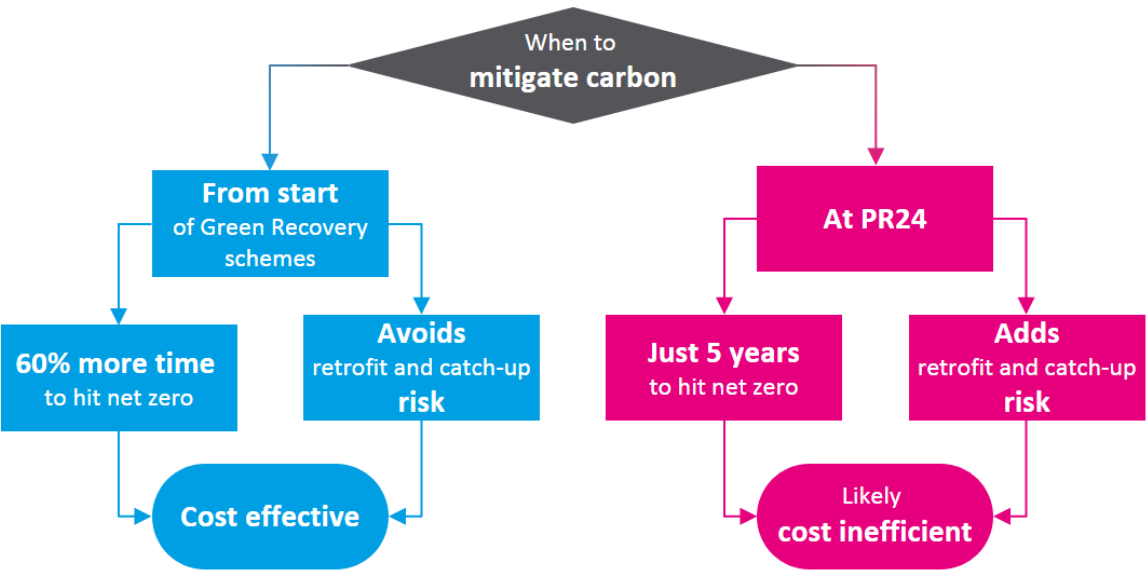 When to
mitigate carbon
From start
of Green Recovery
schemes
At PR24
60% more time
to hit net zero
Avoids
retrofit and catch-up
risk
Just 5 years
to hit net zero
Adds
retrofit and catch-up
risk
Cost effective
Likely
cost inefficient